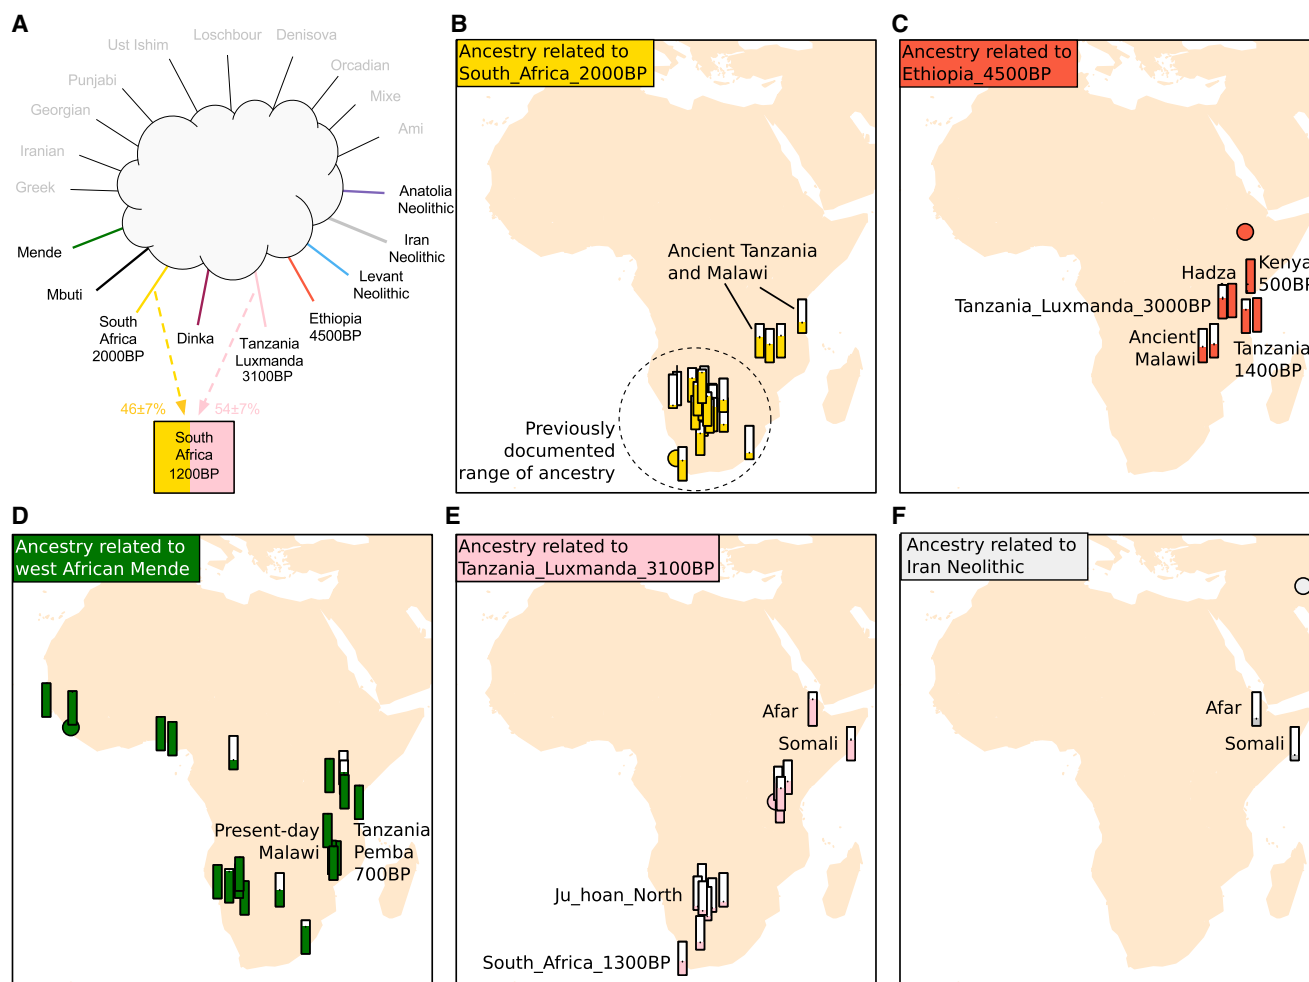 A
Ust Ishim
Loschbour
Denisova
Punjabi
Orcadian
Georgian
Mixe
Iranian
Ami
Greek
Anatolia
Neolithic
Mende
Iran
Neolithic
Mbuti
Levant
Neolithic
South
Africa
2000BP
Dinka
Tanzania
Luxmanda
3100BP
Ethiopia
4500BP
46±7%
54±7%
South
Africa
1200BP
B
Ancestry related to
South_Africa_2000BP
Ancient Tanzania
and Malawi
Previously
documented
range of ancestry
C
Ancestry related to
Ethiopia_4500BP
Hadza
Kenya
500BP
Tanzania_Luxmanda_3000BP
Ancient
Malawi
Tanzania
1400BP
D
Ancestry related to
west African Mende
Present-day
Malawi
Tanzania
Pemba
700BP
E
Ancestry related to
Tanzania_Luxmanda_3100BP
Afar
Somali
Ju_hoan_North
South_Africa_1300BP
F
Ancestry related to
Iran Neolithic
Afar
Somali